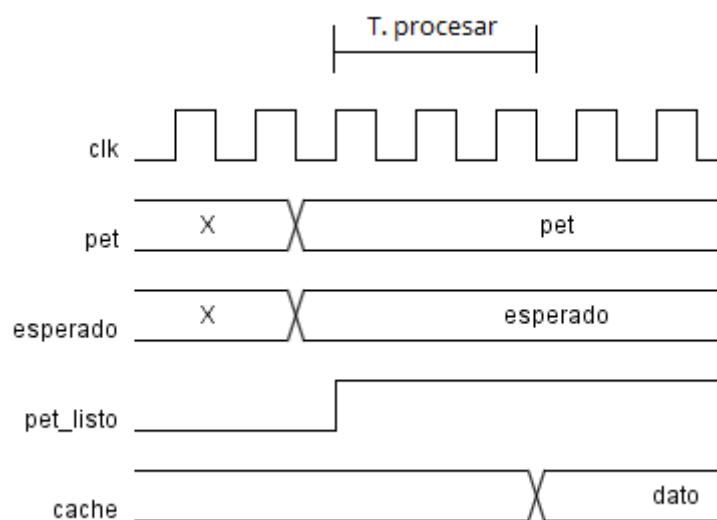 T. procesar
clk
pet X pet
esperado X esperado
pet_listo
cache dato